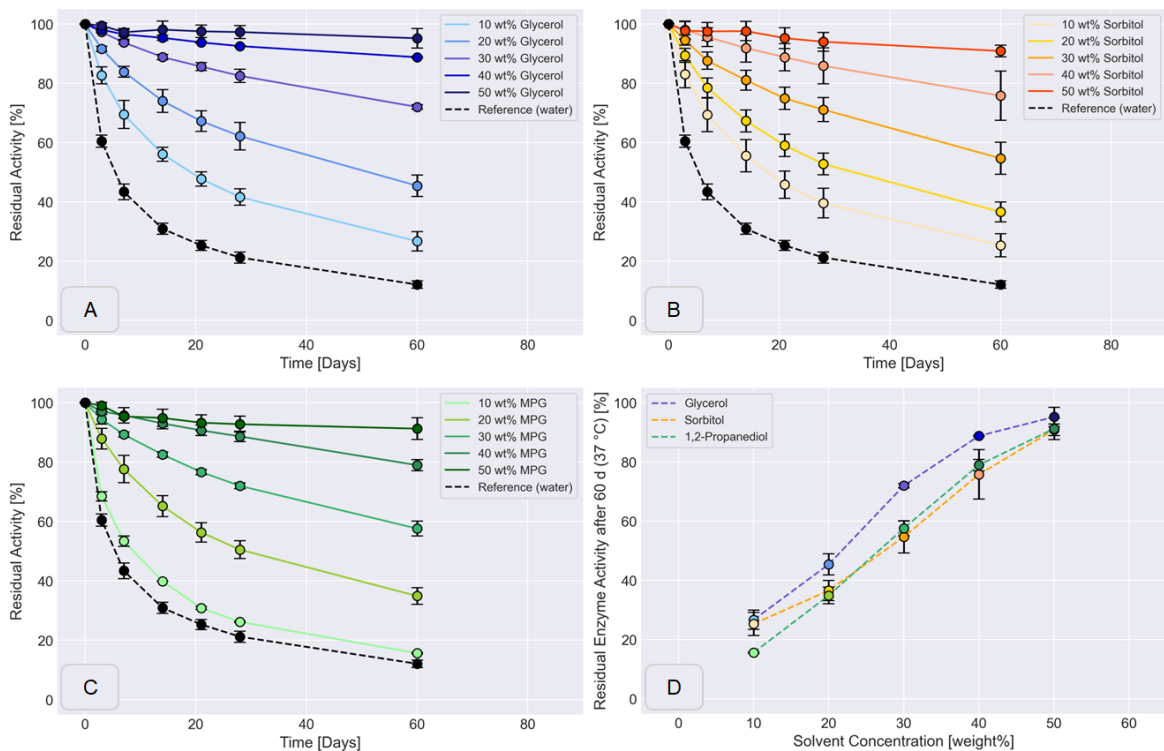 100
80
60
40
20
0
Residual Activity [%]
10 wt% Glycerol
20 wt% Glycerol
30 wt% Glycerol
40 wt% Glycerol
50 wt% Glycerol
Reference (water)
A
0
20
40
60
80
Time [Days]
100
80
60
40
20
0
Residual Activity [%]
10 wt% Sorbitol
20 wt% Sorbitol
30 wt% Sorbitol
40 wt% Sorbitol
50 wt% Sorbitol
Reference (water)
B
0
20
40
60
80
Time [Days]
100
80
60
40
20
0
Residual Activity [%]
10 wt% MPG
20 wt% MPG
30 wt% MPG
40 wt% MPG
50 wt% MPG
Reference (water)
C
0
20
40
60
80
Time [Days]
100
80
60
40
20
0
Residual Enzyme Activity after 60 d (37 °C) [%]
Glycerol
Sorbitol
1,2-Propanediol
D
0
10
20
30
40
50
60
Solvent Concentration [weight%]